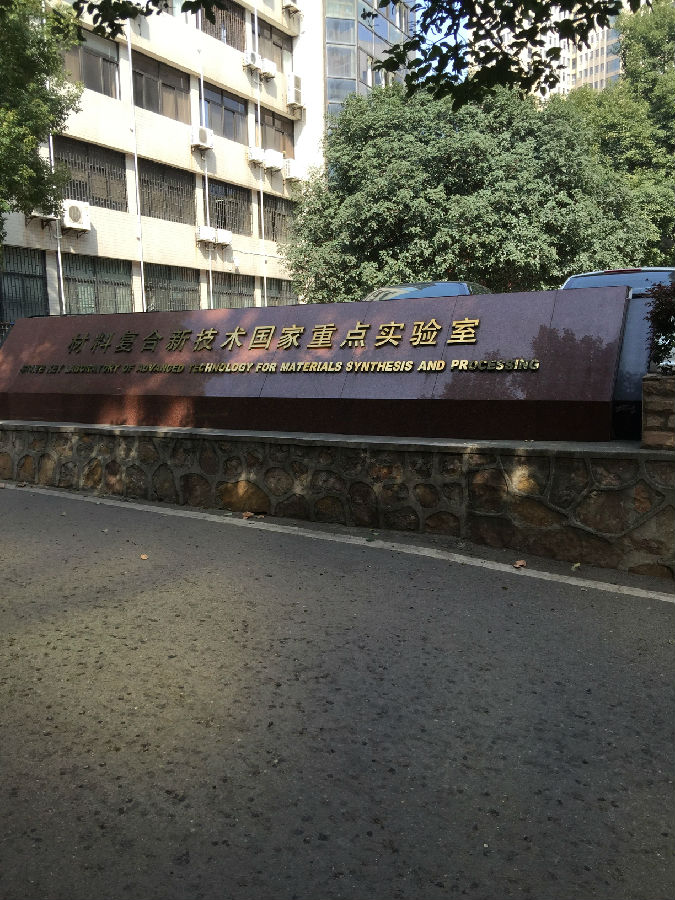 材料复合新技术国家重点实验室
STATE KEY LABORATORY OF ADVANCED TECHNOLOGY FOR MATERIALS SYNTHESIS AND PROCESSING